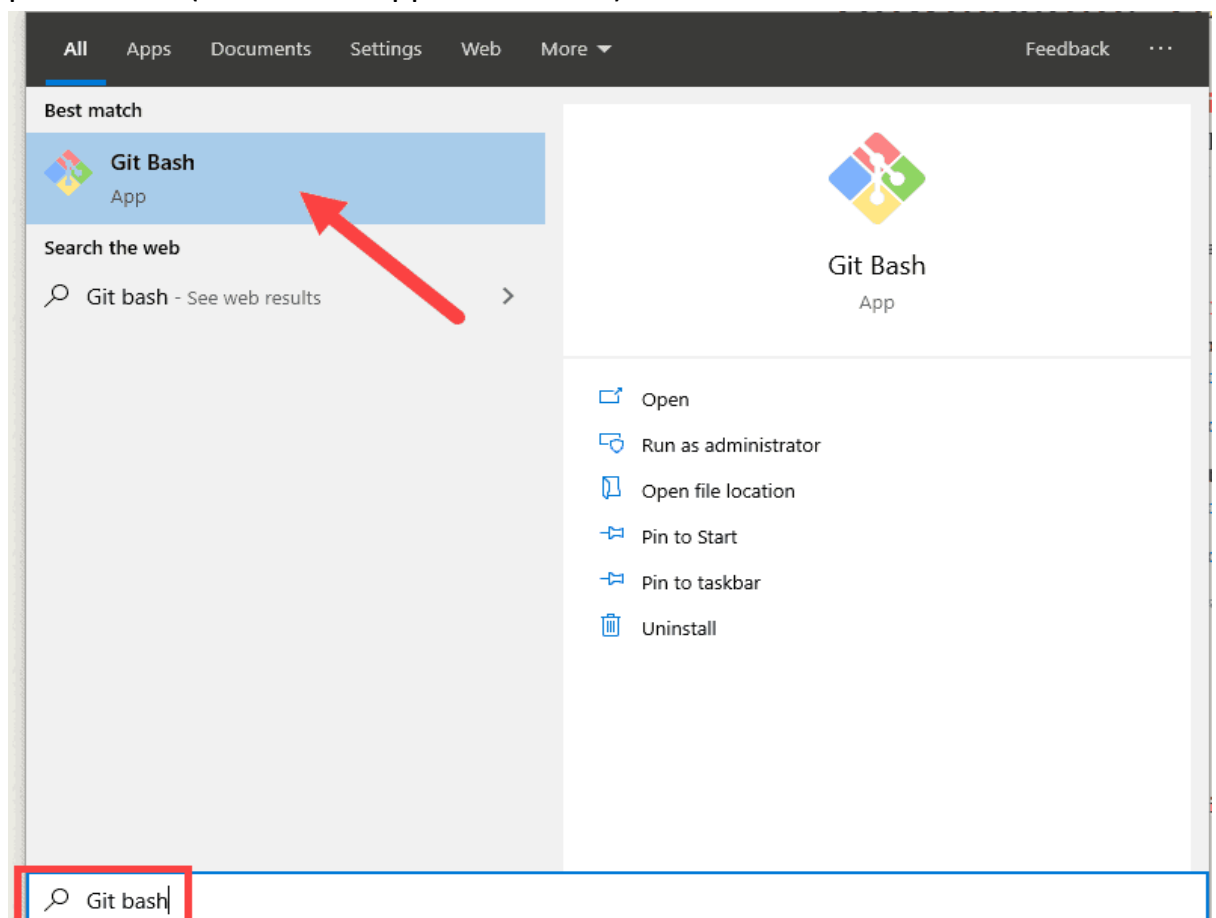 All Apps Documents Settings Web More Feedback ...
Best match
Git Bash
App
Search the web
Git bash - See web results
Git Bash
App
Open
Run as administrator
Open file location
Pin to Start
Pin to taskbar
Uninstall
Git bash